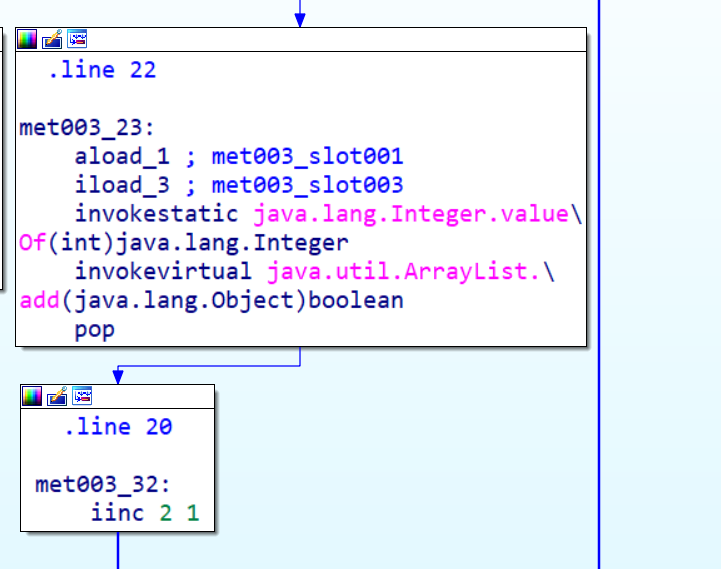 .line 22
met003_23:
aload_1 ; met003_slot001
iload_3 ; met003_slot003
invokestatic java.lang.Integer.value\
Of(int)java.lang.Integer
invokevirtual java.util.ArrayList.\
add(java.lang.Object)boolean
pop
.line 20
met003_32:
iinc 2 1